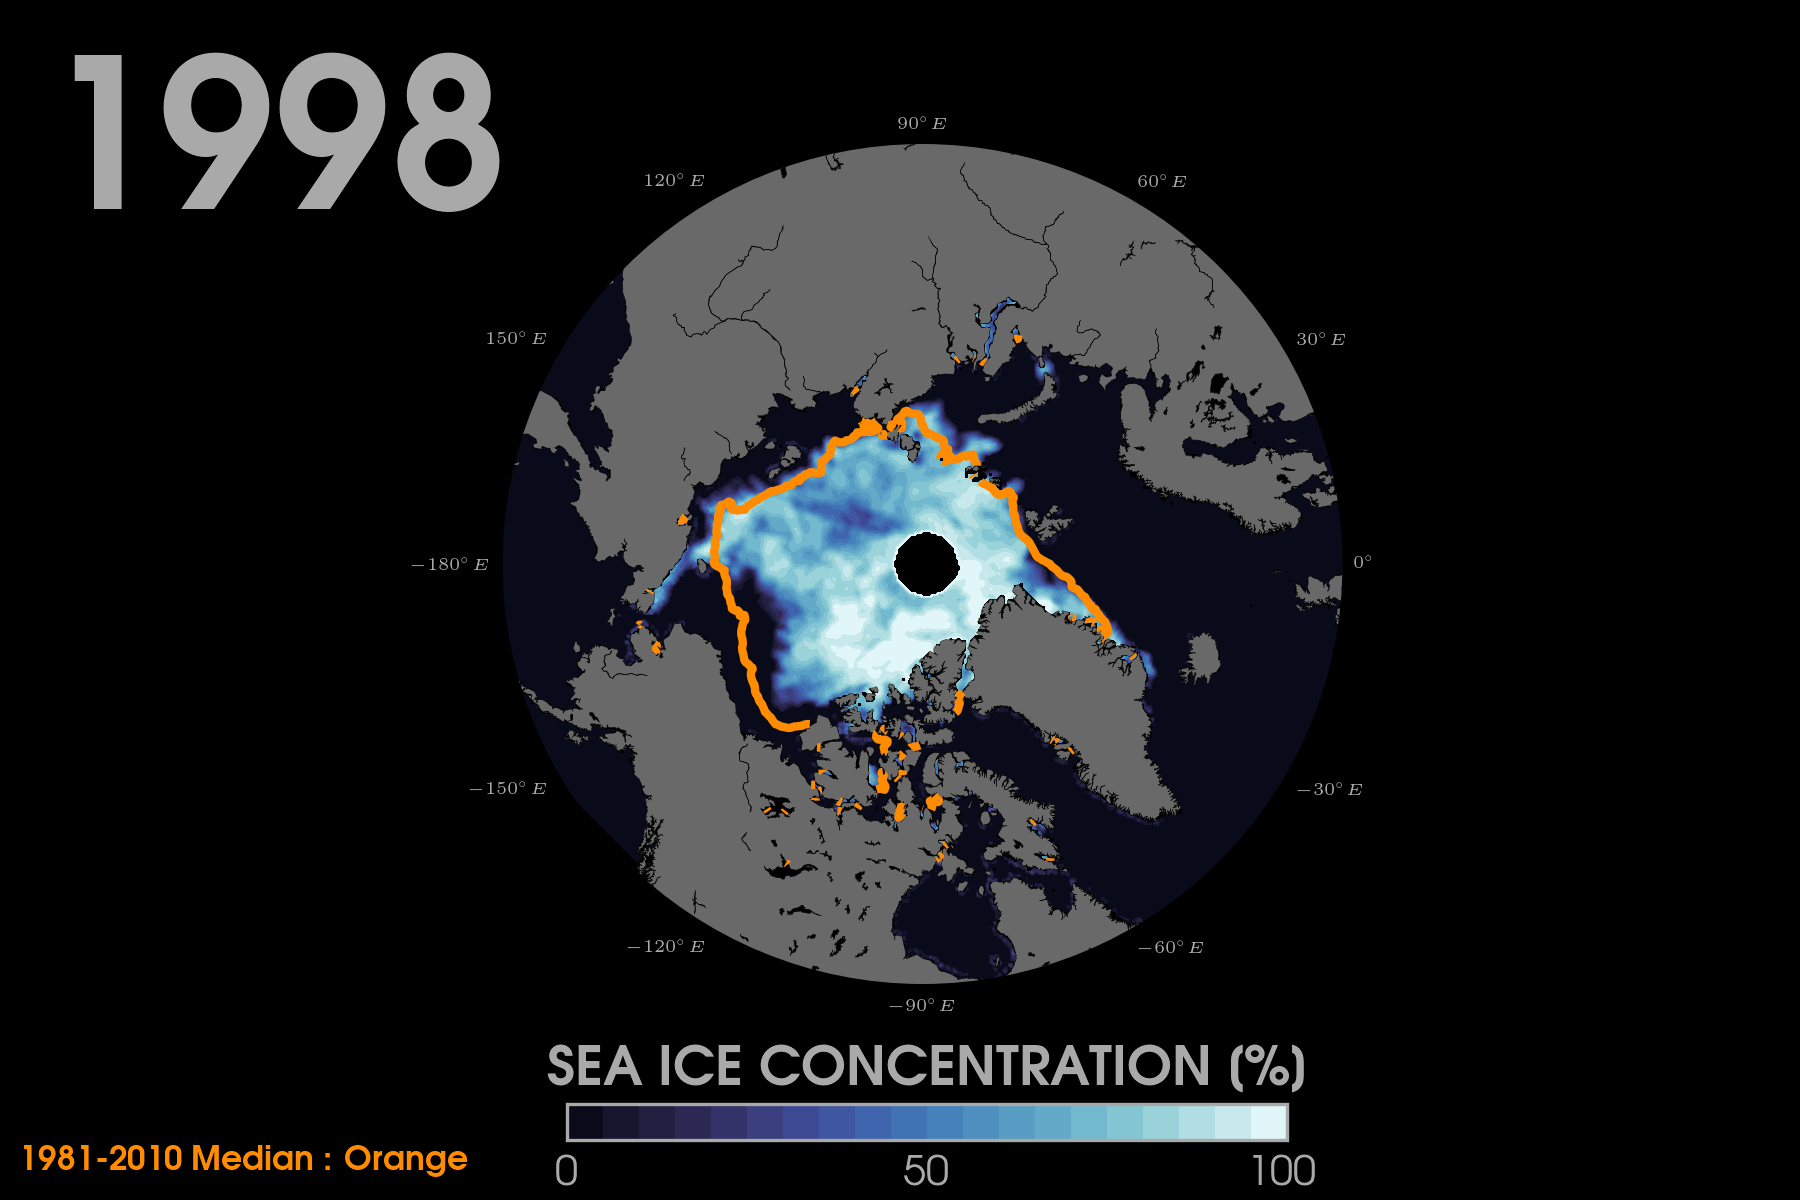 1998
90° E
120° E
60° E
150° E
30° E
−180° E
0°
−150° E
−30° E
−120° E
−60° E
−90° E
SEA ICE CONCENTRATION (%)
1981-2010 Median : Orange
0 50 100